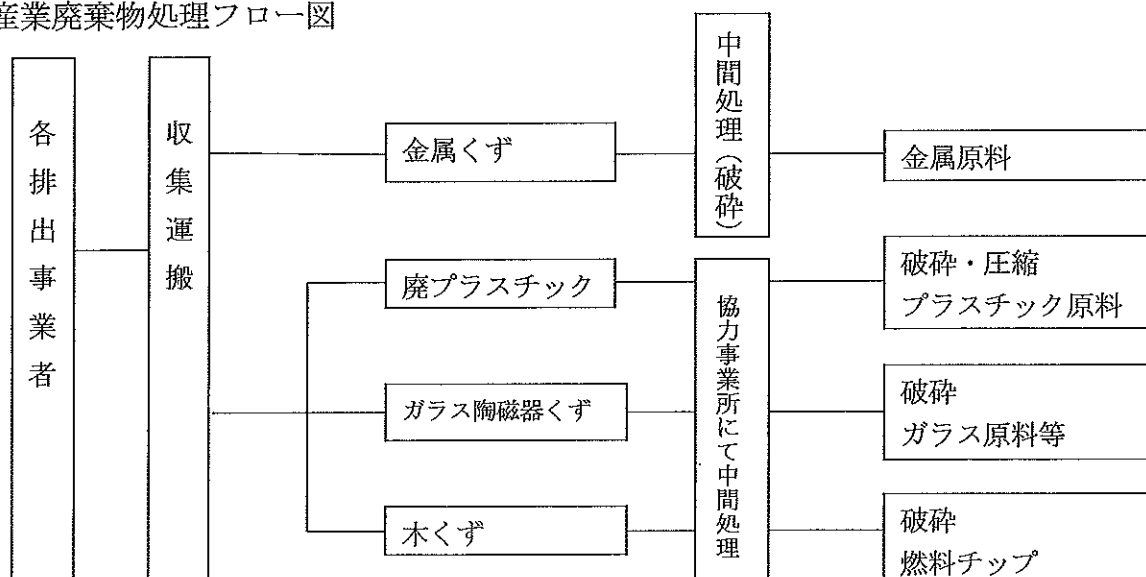 産業廃棄物処理フロー図
各排出事業者
収集運搬
金属くず
中間処理(破砕)
金属原料
廃プラスチック
協力事業所にて中間処理
破砕・圧縮
プラスチック原料
ガラス陶磁器くず
破砕
ガラス原料等
木くず
破砕
燃料チップ